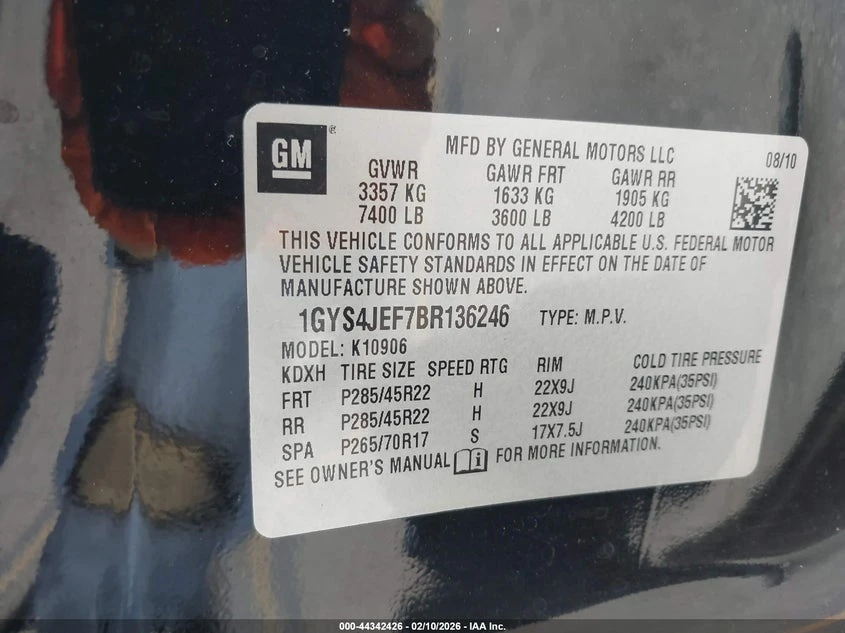 GM
MFD BY GENERAL MOTORS LLC 08/10
GVWR GAWR FRT GAWR RR
3357 KG 1633 KG 1905 KG
7400 LB 3600 LB 4200 LB
THIS VEHICLE CONFORMS TO ALL APPLICABLE U.S. FEDERAL MOTOR
VEHICLE SAFETY STANDARDS IN EFFECT ON THE DATE OF
MANUFACTURE SHOWN ABOVE.
1GYS4JEF7BR136246 TYPE: M.P.V.
MODEL: K10906
KDXH TIRE SIZE SPEED RTG RIM COLD TIRE PRESSURE
FRT P285/45R22 H 22X9J 240KPA(35PSI)
RR P285/45R22 H 22X9J 240KPA(35PSI)
SPA P265/70R17 S 17X7.5J 240KPA(35PSI)
SEE OWNER'S MANUAL i FOR MORE INFORMATION.
000-44342426 - 02/10/2026 - IAA Inc.